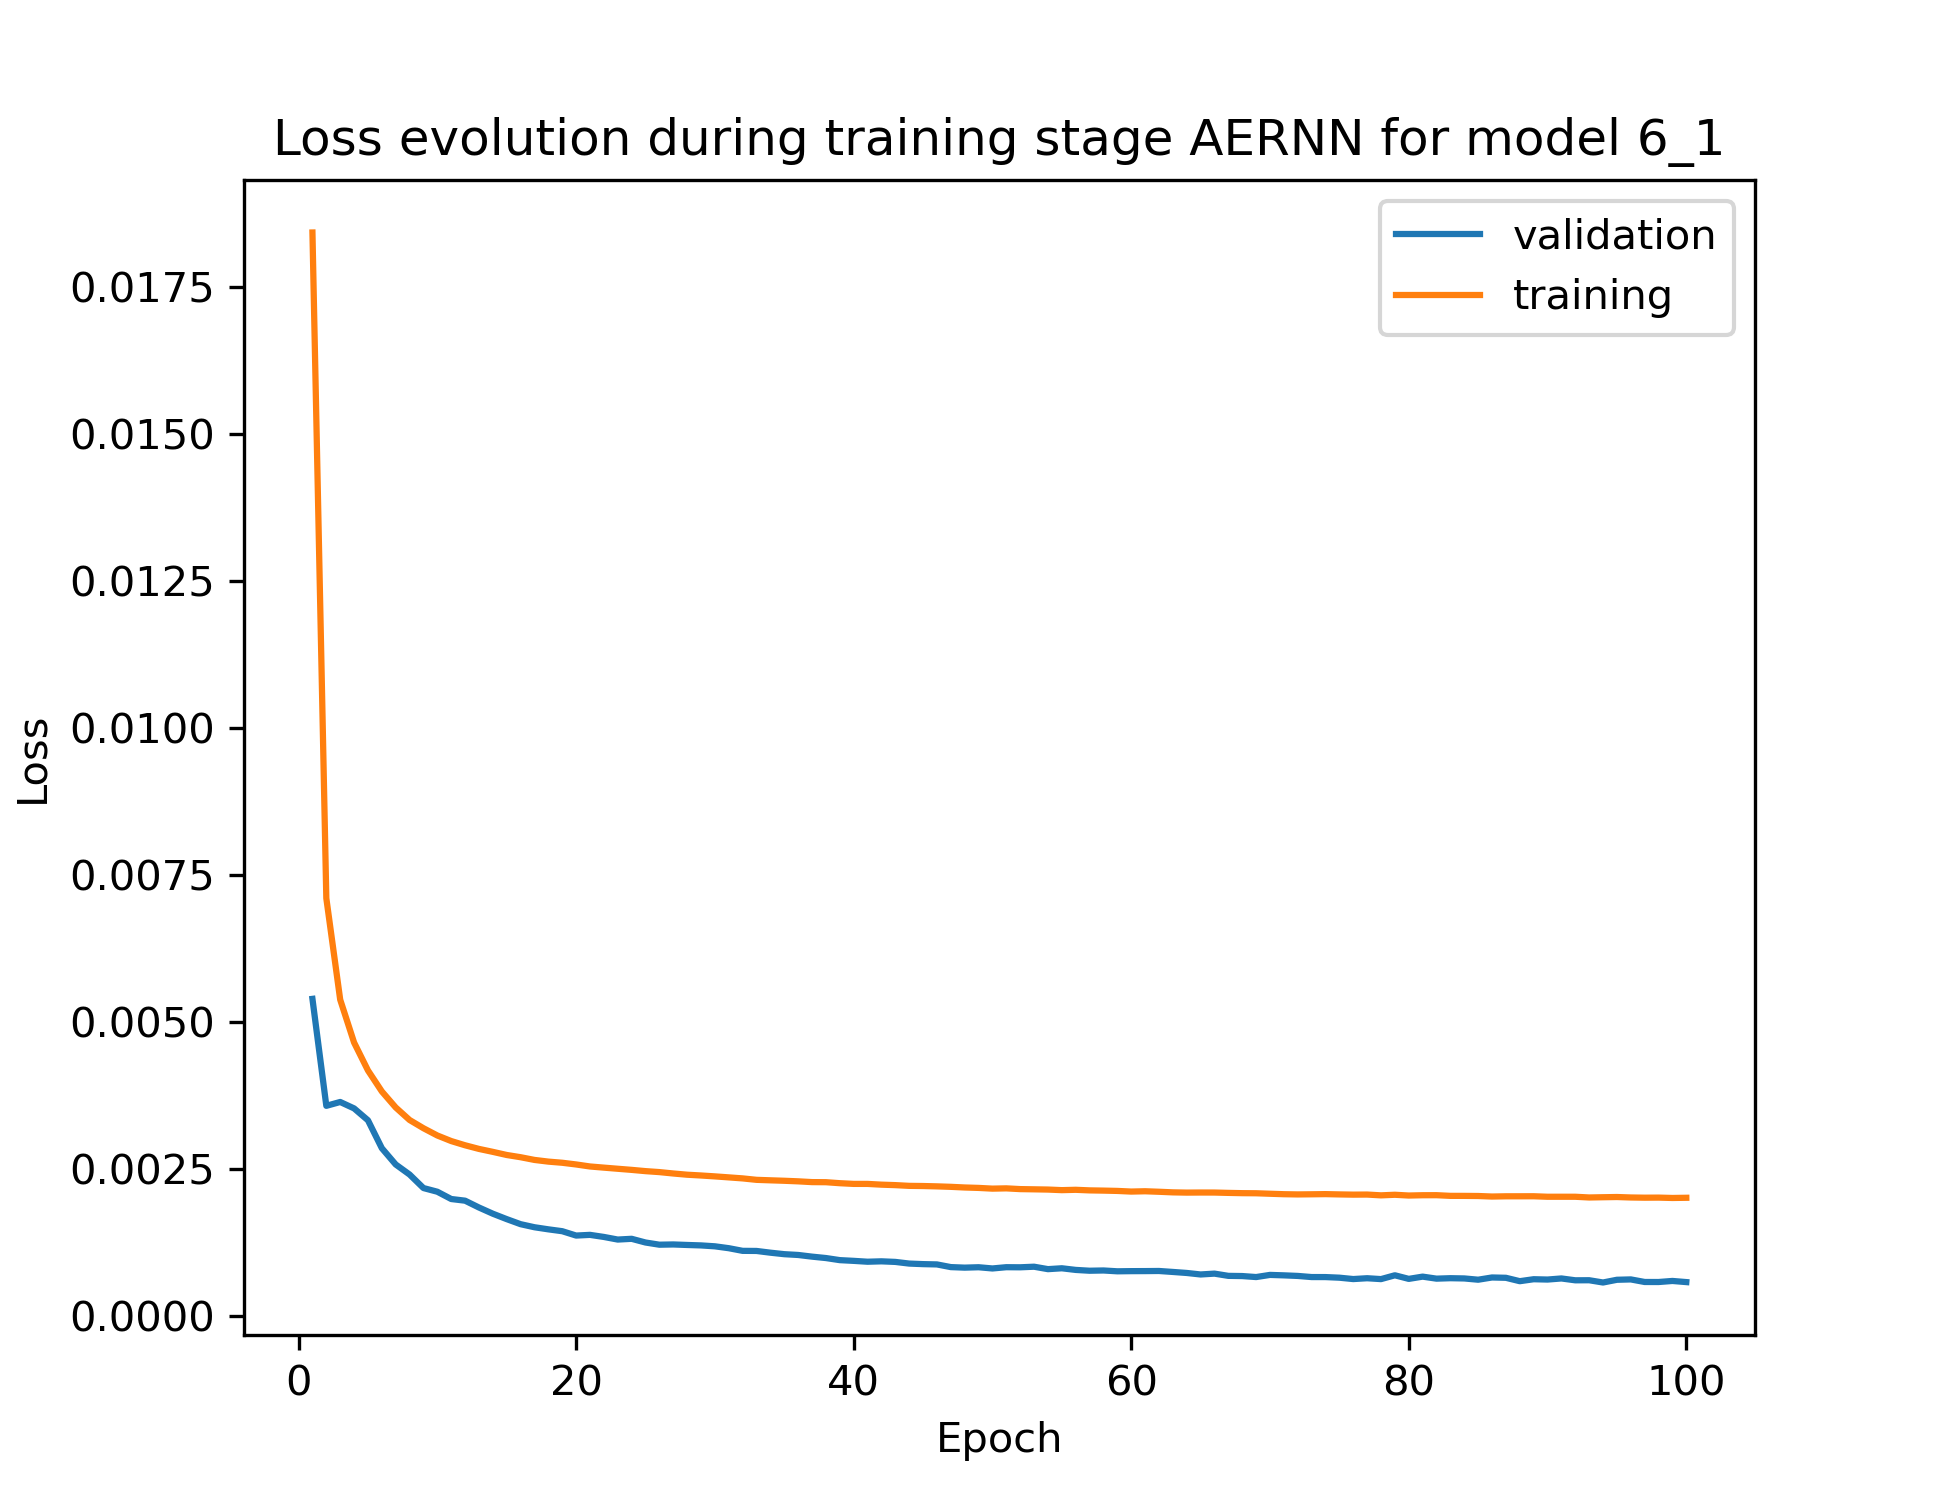 Loss evolution during training stage AERNN for model 6_1
validation
training
0.0175
0.0150
0.0125
0.0100
0.0075
0.0050
0.0025
0.0000
Loss
0 20 40 60 80 100
Epoch